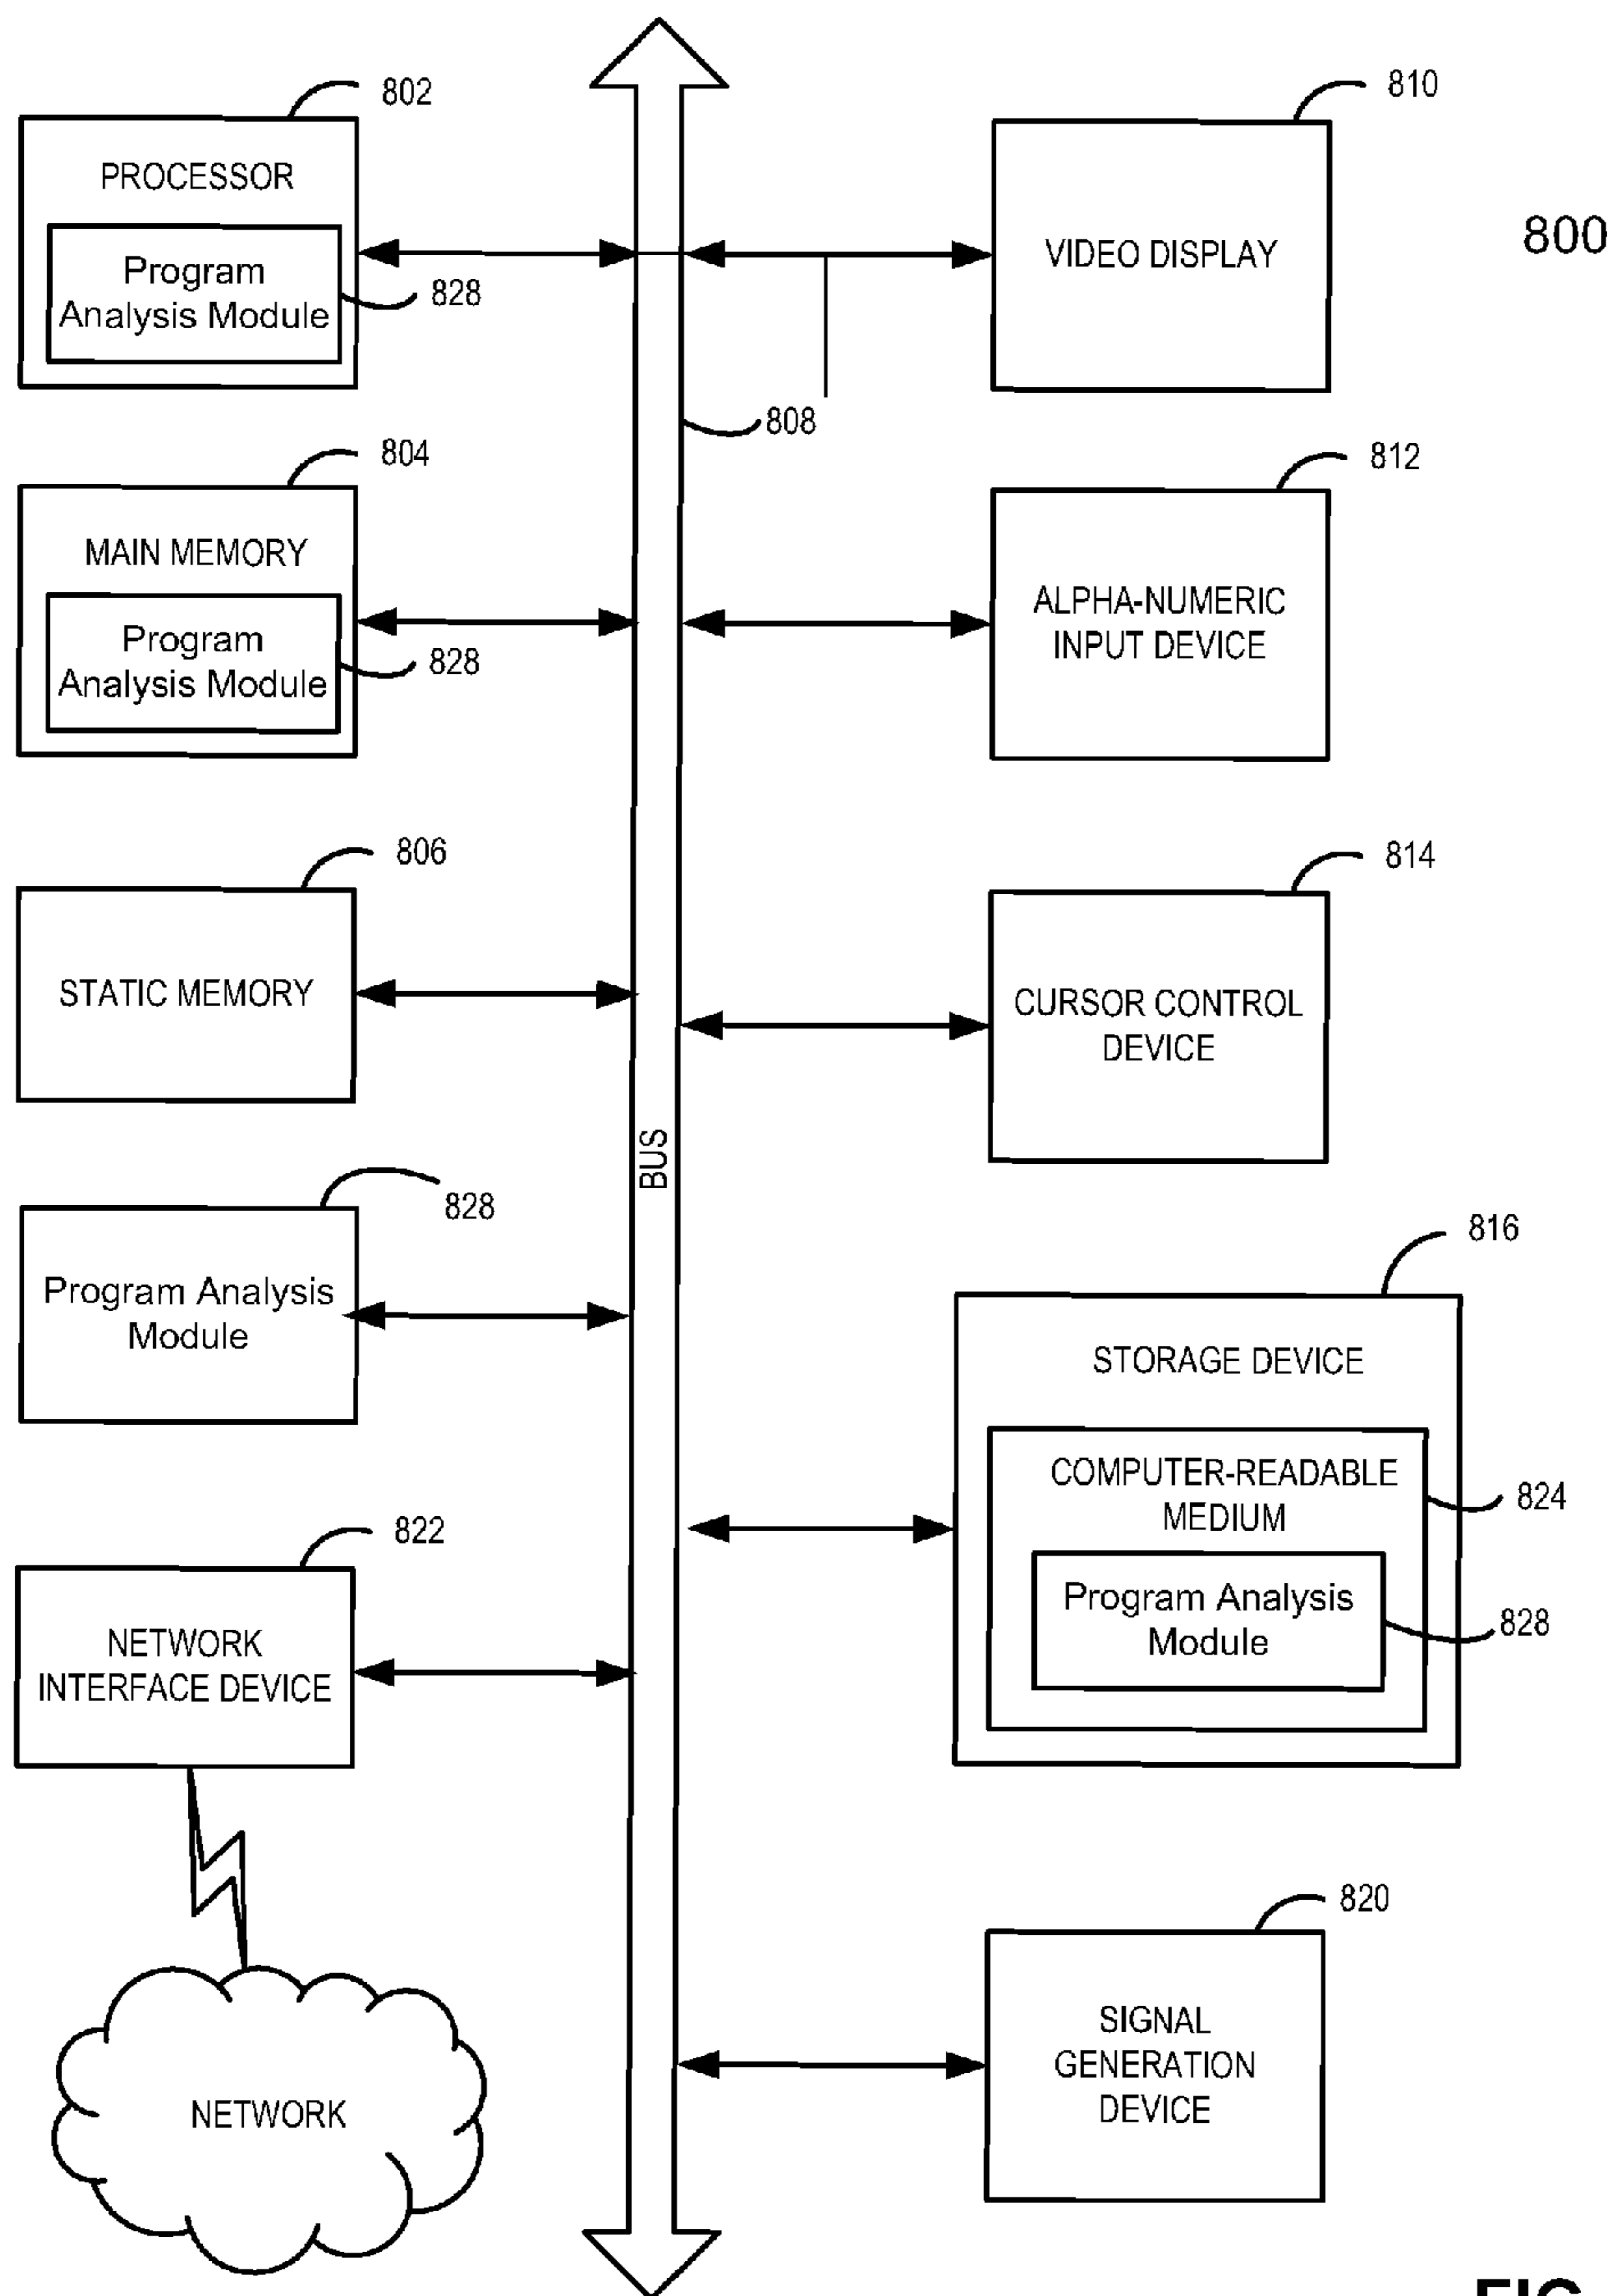 802
PROCESSOR
Program
Analysis Module
828
810
VIDEO DISPLAY
800
808
804
MAIN MEMORY
Program
Analysis Module
828
812
ALPHA-NUMERIC
INPUT DEVICE
806
STATIC MEMORY
814
CURSOR CONTROL
DEVICE
BUS
828
Program Analysis
Module
816
STORAGE DEVICE
COMPUTER-READABLE
MEDIUM
824
Program Analysis
Module
828
822
NETWORK
INTERFACE DEVICE
NETWORK
820
SIGNAL
GENERATION
DEVICE
FIG